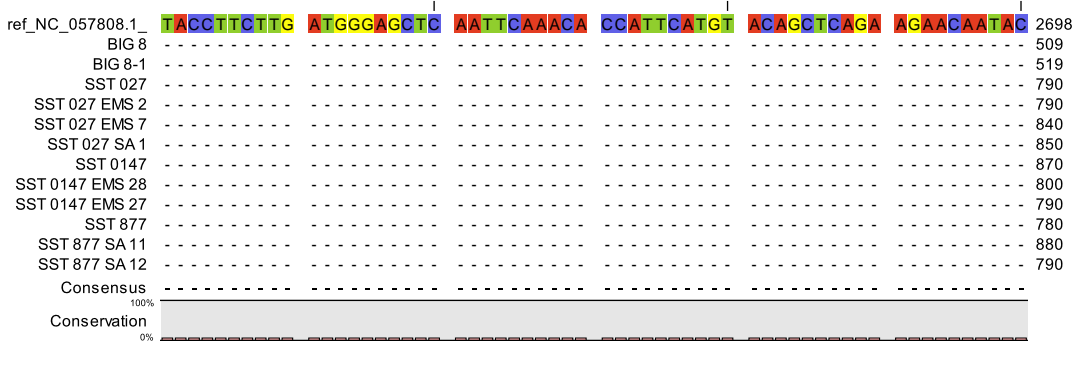 ref_NC_057808.1_ TACCTTCTTG ATGGGAGCTC AATTCAAACA CCATTCATGT ACAGCTCAGA AGAACAATAC 2698
BIG 8 ---------- ---------- ---------- ---------- ---------- ---------- 509
BIG 8-1 ---------- ---------- ---------- ---------- ---------- ---------- 519
SST 027 ---------- ---------- ---------- ---------- ---------- ---------- 790
SST 027 EMS 2 ---------- ---------- ---------- ---------- ---------- ---------- 790
SST 027 EMS 7 ---------- ---------- ---------- ---------- ---------- ---------- 840
SST 027 SA 1 ---------- ---------- ---------- ---------- ---------- ---------- 850
SST 0147 ---------- ---------- ---------- ---------- ---------- ---------- 870
SST 0147 EMS 28 ---------- ---------- ---------- ---------- ---------- ---------- 800
SST 0147 EMS 27 ---------- ---------- ---------- ---------- ---------- ---------- 790
SST 877 ---------- ---------- ---------- ---------- ---------- ---------- 780
SST 877 SA 11 ---------- ---------- ---------- ---------- ---------- ---------- 880
SST 877 SA 12 ---------- ---------- ---------- ---------- ---------- ---------- 790
Consensus ---------- ---------- ---------- ---------- ---------- ----------
100%
Conservation
0%